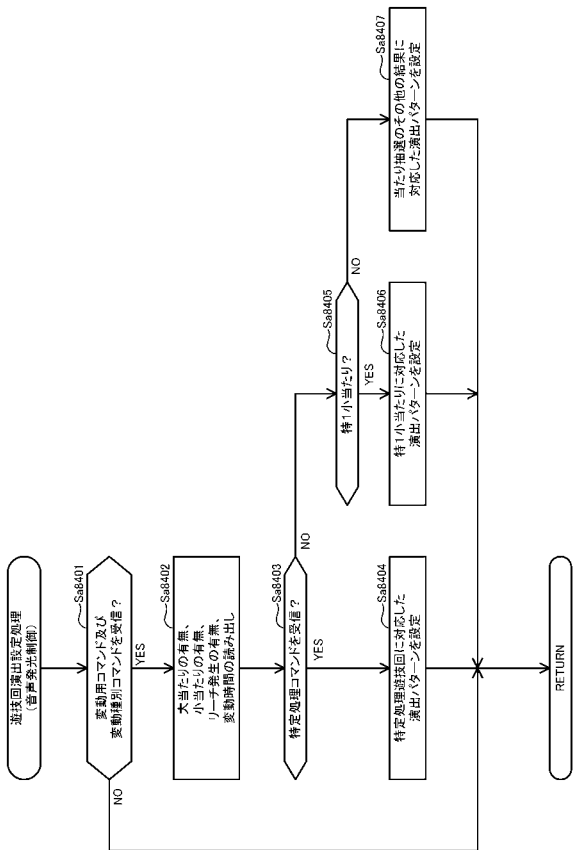 遊技回演出設定処理
(音声発光制御)
Sa8401
変動用コマンド及び
変動種別コマンドを受信?
NO
YES
Sa8402
大当たりの有無、
小当たりの有無、
リーチ発生の有無、
変動時間の読み出し
Sa8403
特定処理コマンドを受信?
NO
YES
Sa8404
特定処理遊技回に対応した
演出パターンを設定
Sa8405
特1小当たり?
NO
YES
Sa8406
特1小当たりに対応した
演出パターンを設定
Sa8407
当たり抽選のその他の結果に
対応した演出パターンを設定
RETURN